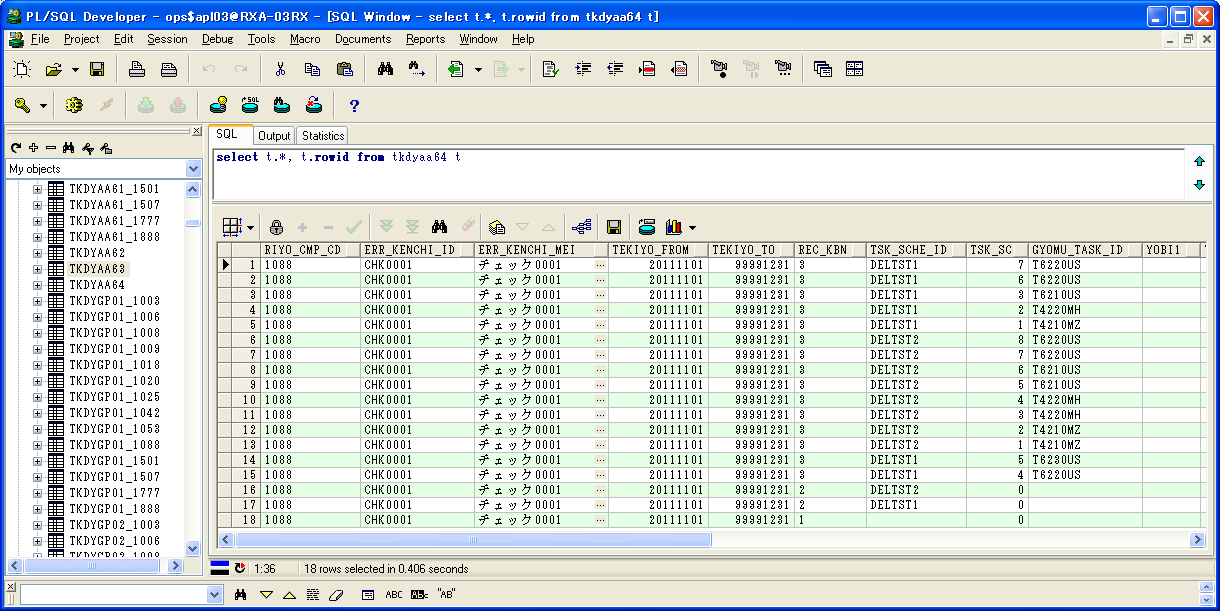 PL/SQL Developer - ops$apl03@RXA-03RX - [SQL Window - select t.*, t.rowid from tkdyaa64 t]
File Project Edit Session Debug Tools Macro Documents Reports Window Help
SQL Output Statistics
My objects
select t.*, t.rowid from tkdyaa64 t
TKDYAA61_1501
TKDYAA61_1507
TKDYAA61_1777
TKDYAA61_1888
TKDYAA62
TKDYAA63
TKDYAA64
TKDYGP01_1003
TKDYGP01_1006
TKDYGP01_1008
TKDYGP01_1009
TKDYGP01_1018
TKDYGP01_1020
TKDYGP01_1025
TKDYGP01_1042
TKDYGP01_1053
TKDYGP01_1088
TKDYGP01_1501
TKDYGP01_1507
TKDYGP01_1777
TKDYGP01_1888
TKDYGP02_1003
TKDYGP02_1006
TKDYGP02_1008
RIYO_CMP_CD ERR_KENCHI_ID ERR_KENCHI_MEI TEKIYO_FROM TEKIYO_TO REC_KBN TSK_SCHE_ID TSK_SC GYOMU_TASK_ID YOBI1
1 1088 CHK0001 チェック0001 ... 20111101 99991231 3 DELTST1 7 T6220US
2 1088 CHK0001 チェック0001 ... 20111101 99991231 3 DELTST1 6 T6220US
3 1088 CHK0001 チェック0001 ... 20111101 99991231 3 DELTST1 3 T6210US
4 1088 CHK0001 チェック0001 ... 20111101 99991231 3 DELTST1 2 T4220MH
5 1088 CHK0001 チェック0001 ... 20111101 99991231 3 DELTST1 1 T4210MZ
6 1088 CHK0001 チェック0001 ... 20111101 99991231 3 DELTST2 8 T6220US
7 1088 CHK0001 チェック0001 ... 20111101 99991231 3 DELTST2 7 T6220US
8 1088 CHK0001 チェック0001 ... 20111101 99991231 3 DELTST2 6 T6210US
9 1088 CHK0001 チェック0001 ... 20111101 99991231 3 DELTST2 5 T6210US
10 1088 CHK0001 チェック0001 ... 20111101 99991231 3 DELTST2 4 T4220MH
11 1088 CHK0001 チェック0001 ... 20111101 99991231 3 DELTST2 3 T4220MH
12 1088 CHK0001 チェック0001 ... 20111101 99991231 3 DELTST2 2 T4210MZ
13 1088 CHK0001 チェック0001 ... 20111101 99991231 3 DELTST2 1 T4210MZ
14 1088 CHK0001 チェック0001 ... 20111101 99991231 3 DELTST1 5 T6230US
15 1088 CHK0001 チェック0001 ... 20111101 99991231 3 DELTST1 4 T6220US
16 1088 CHK0001 チェック0001 ... 20111101 99991231 2 DELTST2 0
17 1088 CHK0001 チェック0001 ... 20111101 99991231 2 DELTST1 0
18 1088 CHK0001 チェック0001 ... 20111101 99991231 1 0
1:36 18 rows selected in 0.406 seconds
ABC "AB"